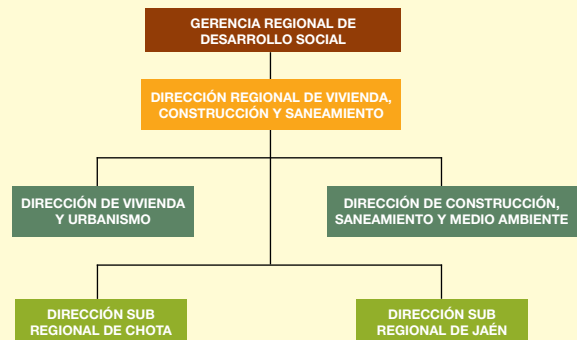 GERENCIA REGIONAL DE
DESARROLLO SOCIAL
DIRECCIÓN REGIONAL DE VIVIENDA,
CONSTRUCCIÓN Y SANEAMIENTO
DIRECCIÓN DE VIVIENDA
Y URBANISMO
DIRECCIÓN DE CONSTRUCCIÓN,
SANEAMIENTO Y MEDIO AMBIENTE
DIRECCIÓN SUB
REGIONAL DE CHOTA
DIRECCIÓN SUB
REGIONAL DE JAÉN